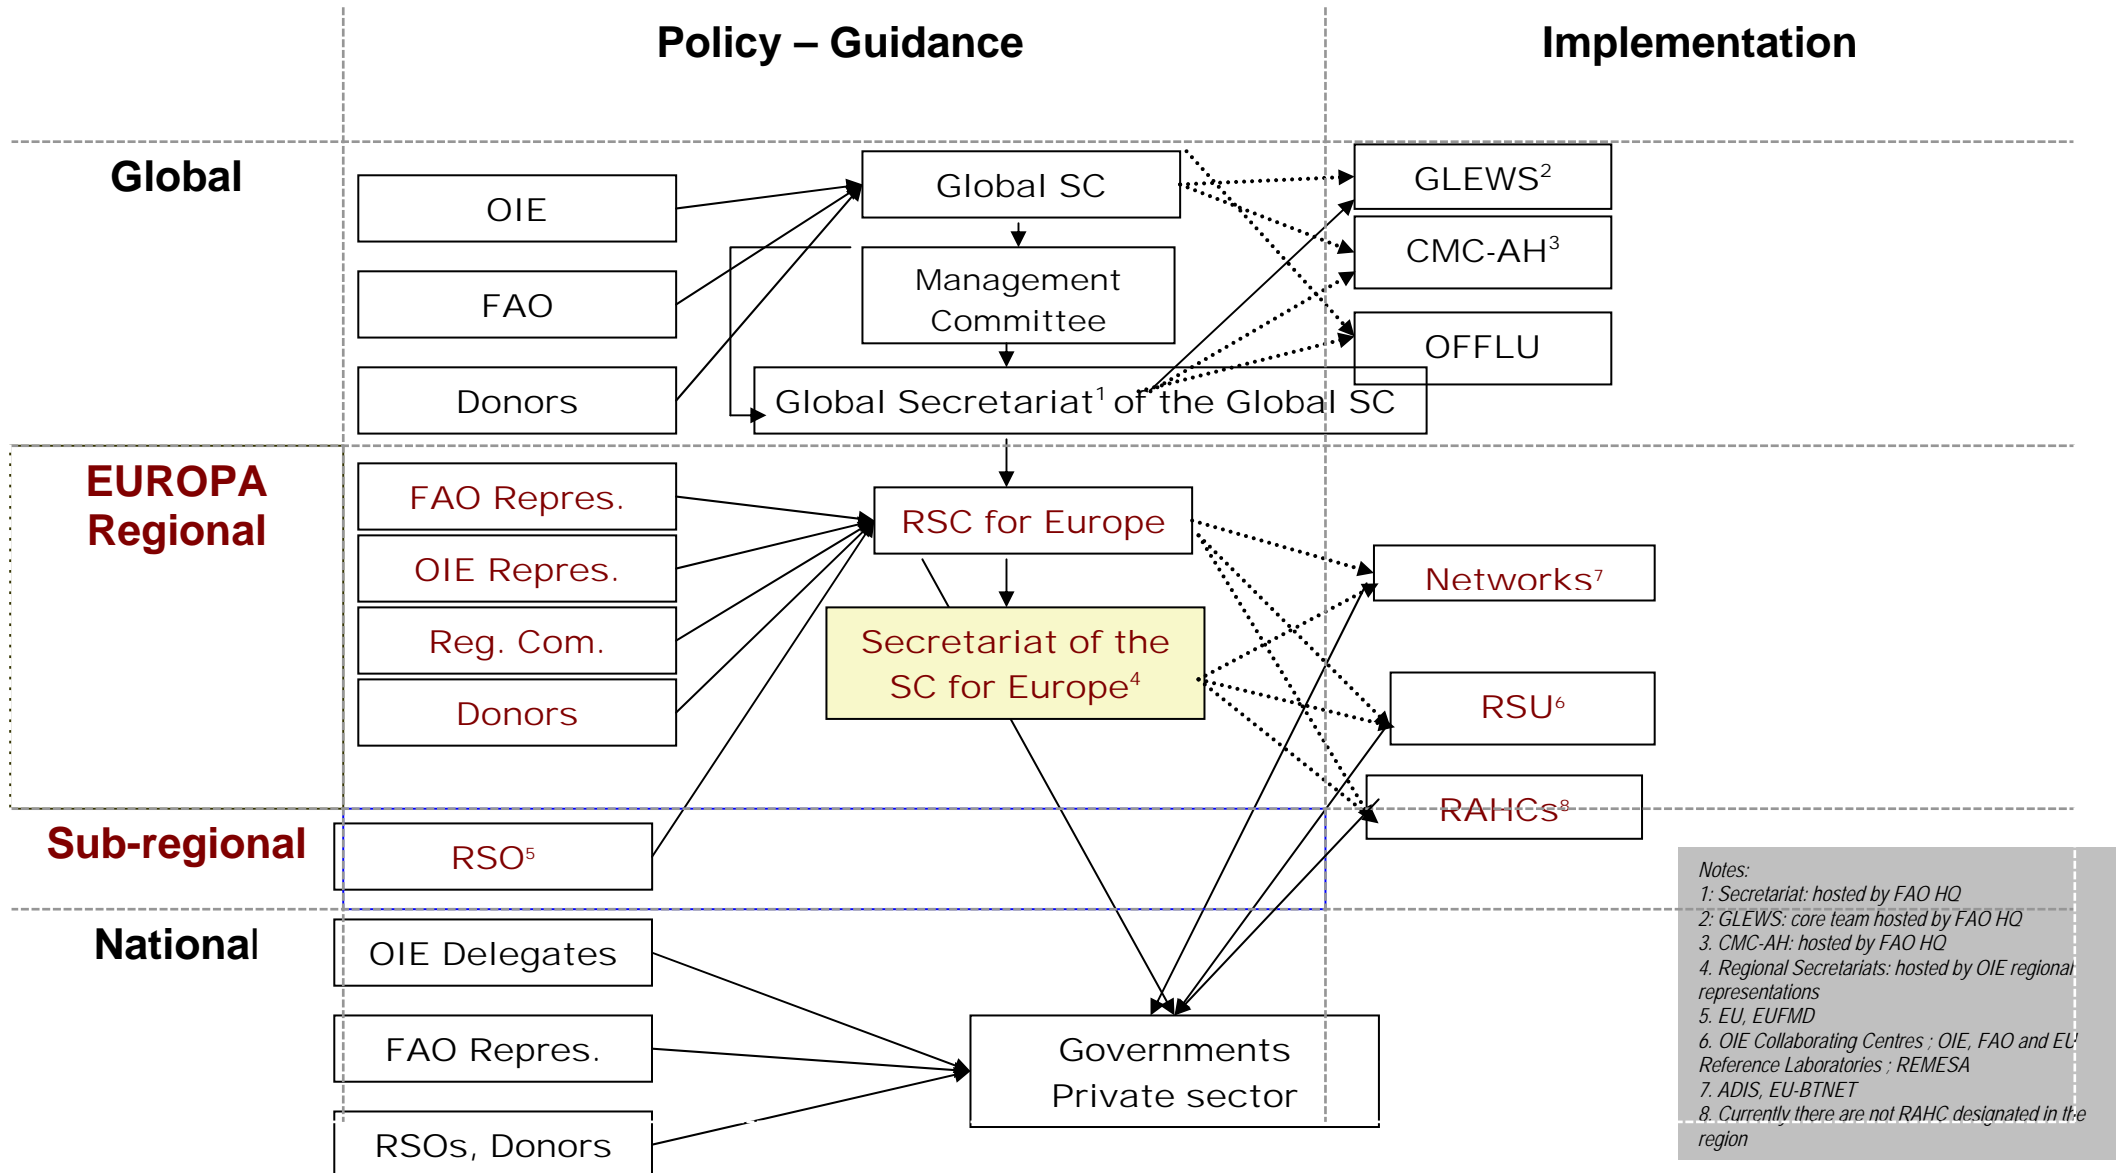 Policy – Guidance
Implementation
Global
OIE
FAO
Donors
Global SC
Management
Committee
Global Secretariat¹ of the Global SC
GLEWS²
CMC-AH³
OFFLU
EUROPA
Regional
FAO Repres.
OIE Repres.
Reg. Com.
Donors
RSC for Europe
Secretariat of the
SC for Europe⁴
Networks⁷
RSU⁶
RAHCs⁸
Sub-regional
RSO⁵
National
OIE Delegates
FAO Repres.
RSOs, Donors
Governments
Private sector
Notes:
1: Secretariat: hosted by FAO HQ
2: GLEWS: core team hosted by FAO HQ
3. CMC-AH: hosted by FAO HQ
4. Regional Secretariats: hosted by OIE regional
representations
5. EU, EUFMD
6. OIE Collaborating Centres ; OIE, FAO and EU
Reference Laboratories ; REMESA
7. ADIS, EU-BTNET
8. Currently there are not RAHC designated in the
region